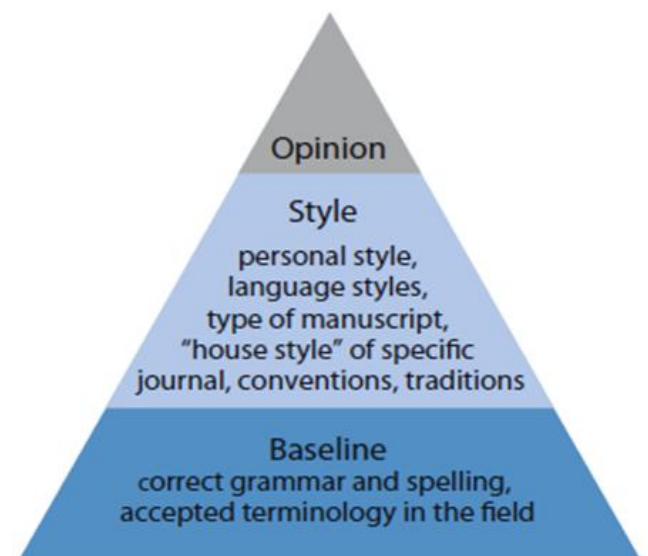 Opinion
Style
personal style,
language styles,
type of manuscript,
“house style” of specific
journal, conventions, traditions
Baseline
correct grammar and spelling,
accepted terminology in the field